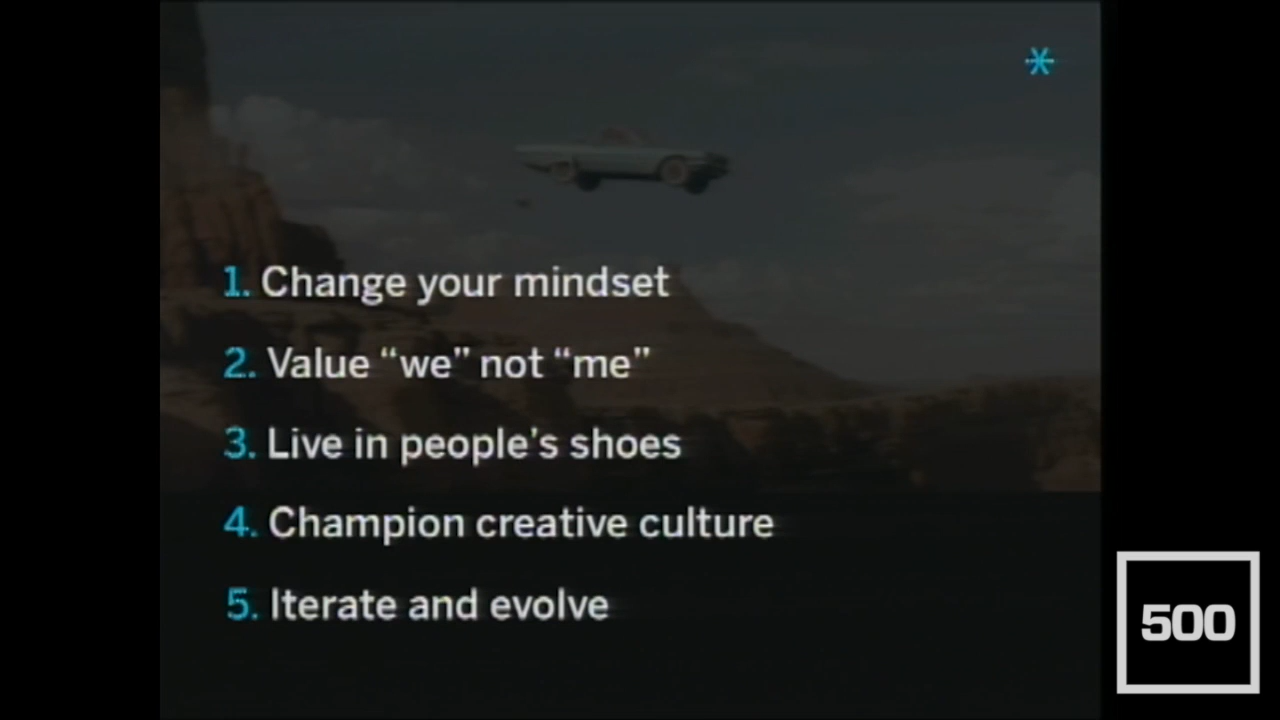 1. Change your mindset
2. Value “we” not “me”
3. Live in people’s shoes
4. Champion creative culture
5. Iterate and evolve
500